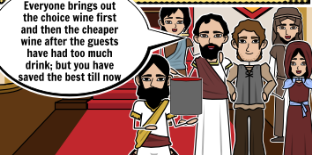 Everyone brings out
the choice wine first
and then the cheaper
wine after the guests
have had too much
drink; but you have
saved the best till now